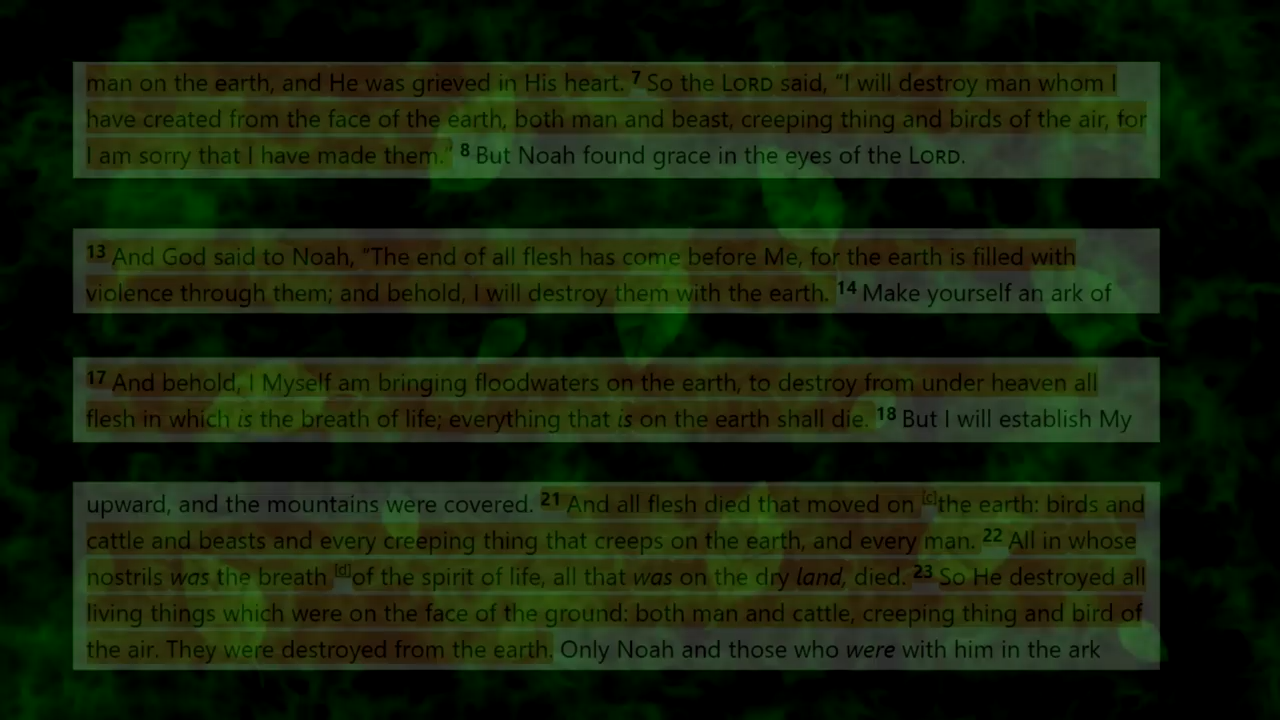 man on the earth, and He was grieved in His heart. 7 So the LORD said, “I will destroy man whom I
have created from the face of the earth, both man and beast, creeping thing and birds of the air, for
I am sorry that I have made them.” 8 But Noah found grace in the eyes of the LORD.
13 And God said to Noah, “The end of all flesh has come before Me, for the earth is filled with
violence through them; and behold, I will destroy them with the earth. 14 Make yourself an ark of
17 And behold, I Myself am bringing floodwaters on the earth, to destroy from under heaven all
flesh in which is the breath of life; everything that is on the earth shall die. 18 But I will establish My
upward, and the mountains were covered. 21 And all flesh died that moved on [c]the earth: birds and
cattle and beasts and every creeping thing that creeps on the earth, and every man. 22 All in whose
nostrils was the breath [d]of the spirit of life, all that was on the dry land, died. 23 So He destroyed all
living things which were on the face of the ground: both man and cattle, creeping thing and bird of
the air. They were destroyed from the earth. Only Noah and those who were with him in the ark